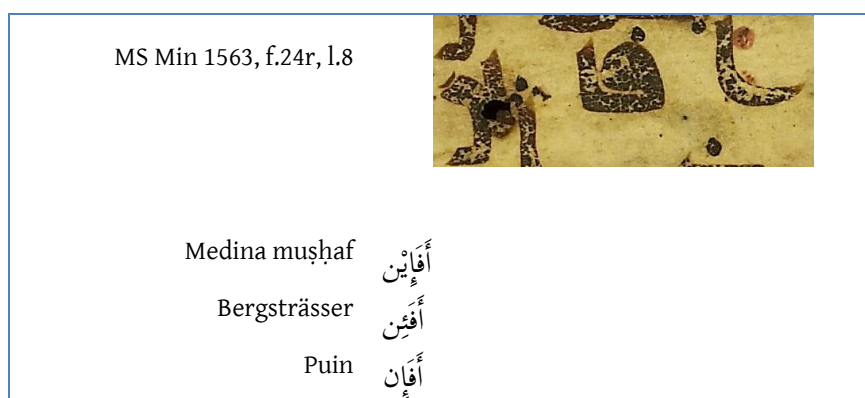 MS Min 1563, f.24r, l.8
Medina muṣḥaf أَفَإِيْن
Bergsträsser أَفَئِن
Puin أَفَإِن